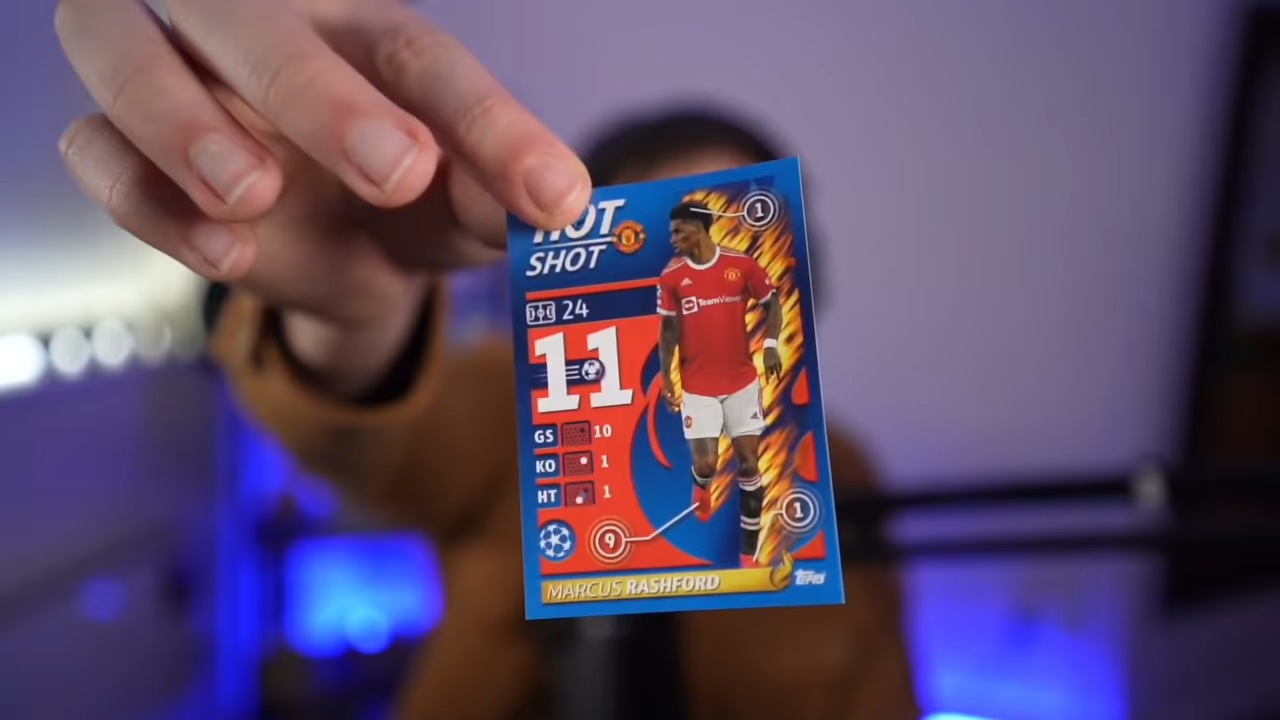 HOT
SHOT
1
24
TeamViewer
11
GS 10
KO 1
HT 1
1
9
MARCUS RASHFORD
Topps